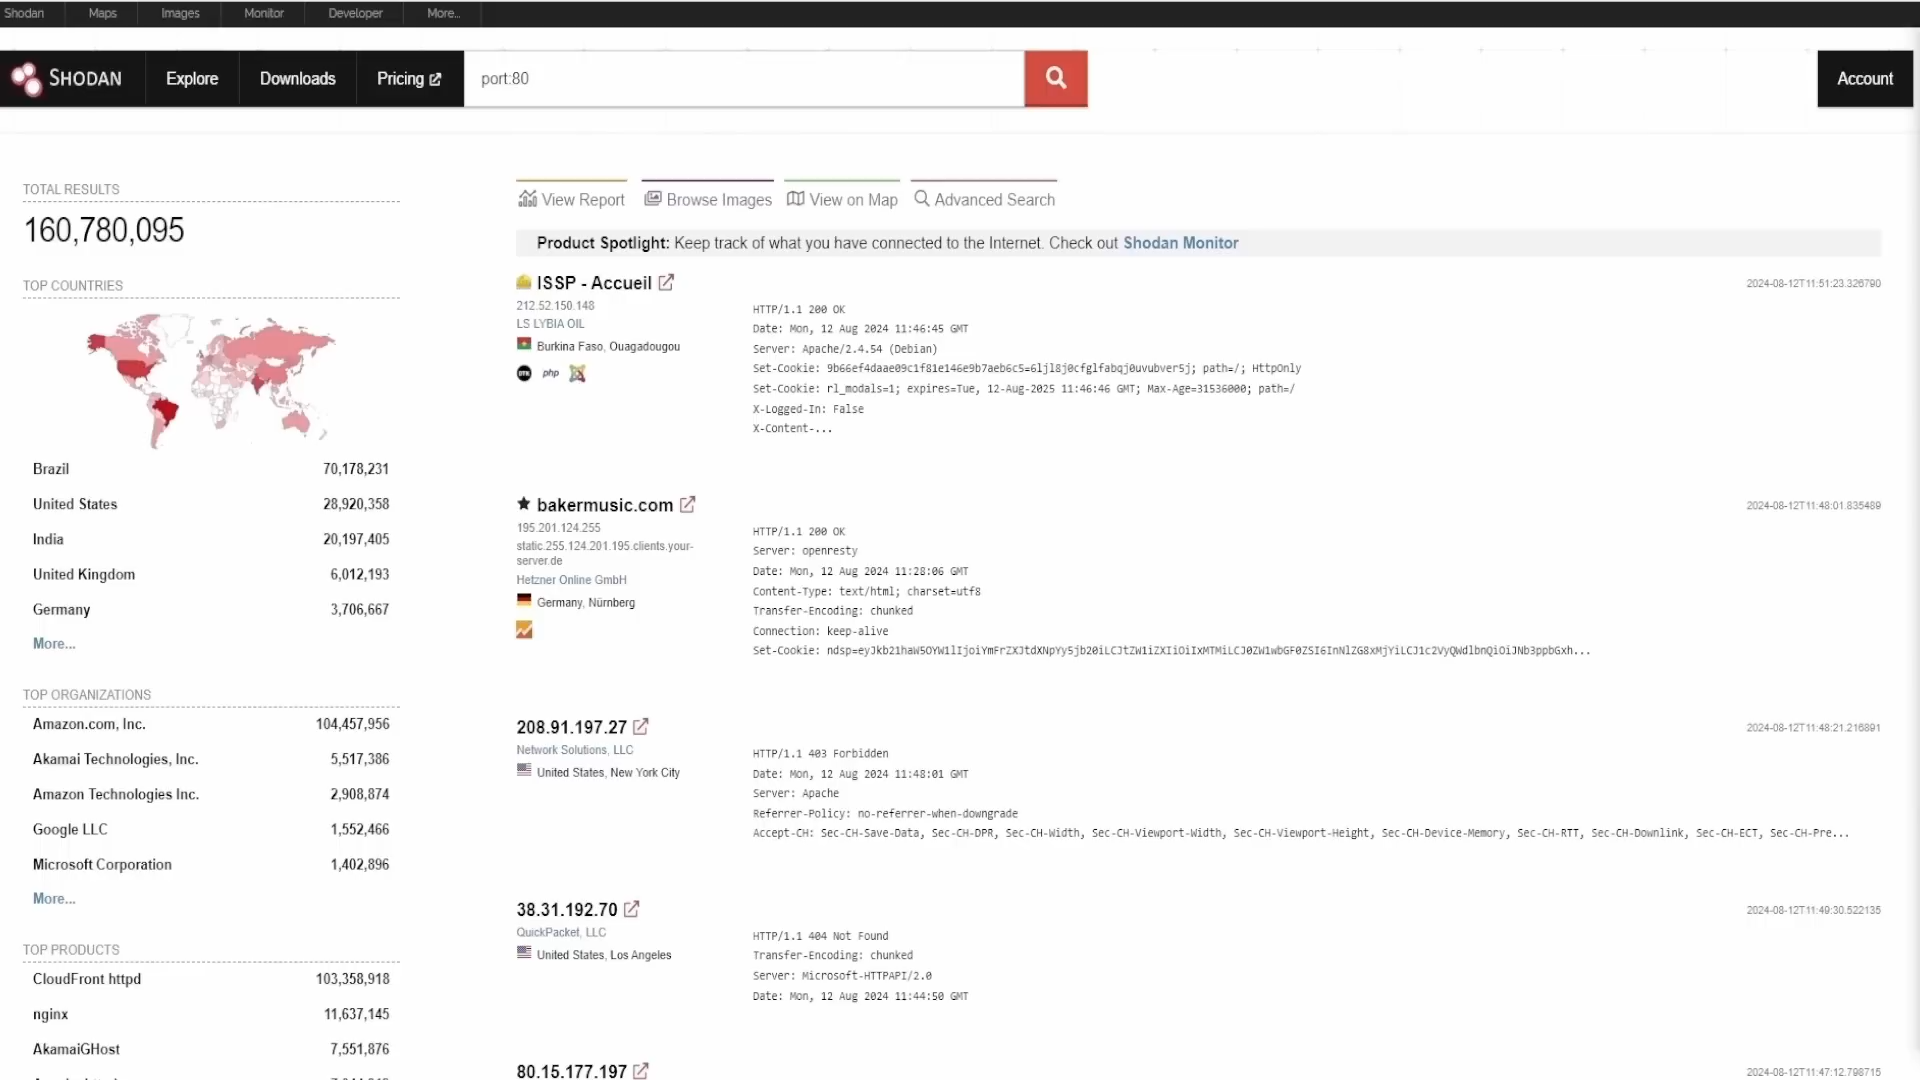 Shodan Maps Images Monitor Developer More...
SHODAN Explore Downloads Pricing port:80 Account
TOTAL RESULTS
160,780,095
TOP COUNTRIES
Brazil 70,178,231
United States 28,920,358
India 20,197,405
United Kingdom 6,012,193
Germany 3,706,667
More...
TOP ORGANIZATIONS
Amazon.com, Inc. 104,457,956
Akamai Technologies, Inc. 5,517,386
Amazon Technologies Inc. 2,908,874
Google LLC 1,552,466
Microsoft Corporation 1,402,896
More...
TOP PRODUCTS
CloudFront httpd 103,358,918
nginx 11,637,145
AkamaiGHost 7,551,876
View Report Browse Images View on Map Advanced Search
Product Spotlight: Keep track of what you have connected to the Internet. Check out Shodan Monitor
ISSP - Accueil
2024-08-12T11:51:23.326790
212.52.150.148
LS LYBIA OIL
Burkina Faso, Ouagadougou
php
HTTP/1.1 200 OK
Date: Mon, 12 Aug 2024 11:46:45 GMT
Server: Apache/2.4.54 (Debian)
Set-Cookie: 9b66ef4daae09c1f81e146e9b7aeb6c5=6ljl8j0cfglfabqj0uvubver5j; path=/; HttpOnly
Set-Cookie: rl_modals=1; expires=Tue, 12-Aug-2025 11:46:46 GMT; Max-Age=31536000; path=/
X-Logged-In: False
X-Content-...
bakermusic.com
2024-08-12T11:48:01.835489
195.201.124.255
static.255.124.201.195.clients.your-
server.de
Hetzner Online GmbH
Germany, Nürnberg
HTTP/1.1 200 OK
Server: openresty
Date: Mon, 12 Aug 2024 11:28:06 GMT
Content-Type: text/html; charset=utf8
Transfer-Encoding: chunked
Connection: keep-alive
Set-Cookie: ndsp=eyJkb21haW5OYW1lIjoiYmFrZXJtdXNpYy5jb20iLCJtZW1iZXIiOiIxMTMiLCJ0ZW1wbGF0ZSI6InNlZG8xMjYiLCJ1c2VyQWdlbnQiOiJNb3ppbGxh...
208.91.197.27
2024-08-12T11:48:21.216891
Network Solutions, LLC
United States, New York City
HTTP/1.1 403 Forbidden
Date: Mon, 12 Aug 2024 11:48:01 GMT
Server: Apache
Referrer-Policy: no-referrer-when-downgrade
Accept-CH: Sec-CH-Save-Data, Sec-CH-DPR, Sec-CH-Width, Sec-CH-Viewport-Width, Sec-CH-Viewport-Height, Sec-CH-Device-Memory, Sec-CH-RTT, Sec-CH-Downlink, Sec-CH-ECT, Sec-CH-Pre...
38.31.192.70
2024-08-12T11:49:30.522135
QuickPacket, LLC
United States, Los Angeles
HTTP/1.1 404 Not Found
Transfer-Encoding: chunked
Server: Microsoft-HTTPAPI/2.0
Date: Mon, 12 Aug 2024 11:44:50 GMT
80.15.177.197
2024-08-12T11:47:12.798715